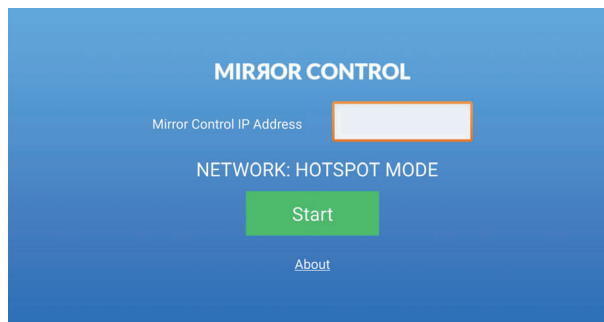 MIRЯOR CONTROL
Mirror Control IP Address
NETWORK: HOTSPOT MODE
Start
About